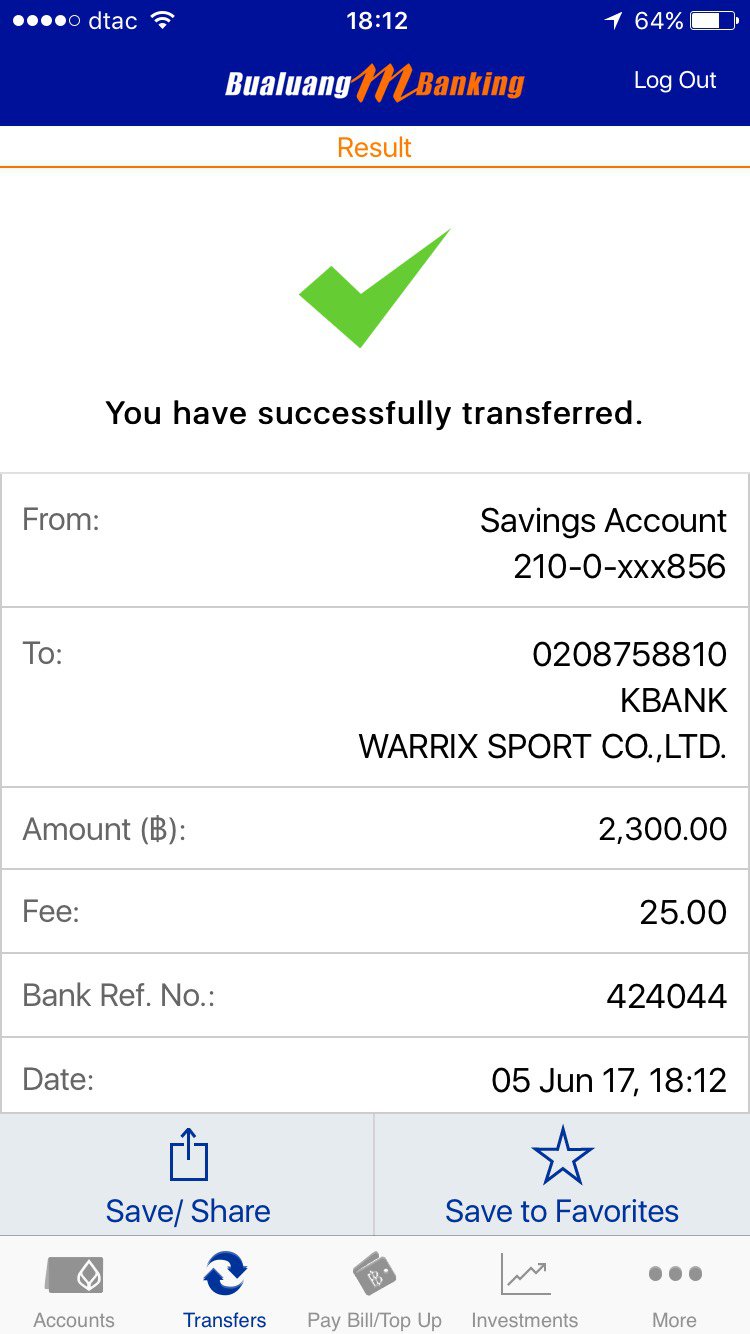 dtac 18:12 64%
Bualuang mBanking Log Out
Result
You have successfully transferred.
From: Savings Account
210-0-xxx856
To: 0208758810
KBANK
WARRIX SPORT CO.,LTD.
Amount (฿): 2,300.00
Fee: 25.00
Bank Ref. No.: 424044
Date: 05 Jun 17, 18:12
Save/ Share Save to Favorites
Accounts Transfers Pay Bill/Top Up Investments More